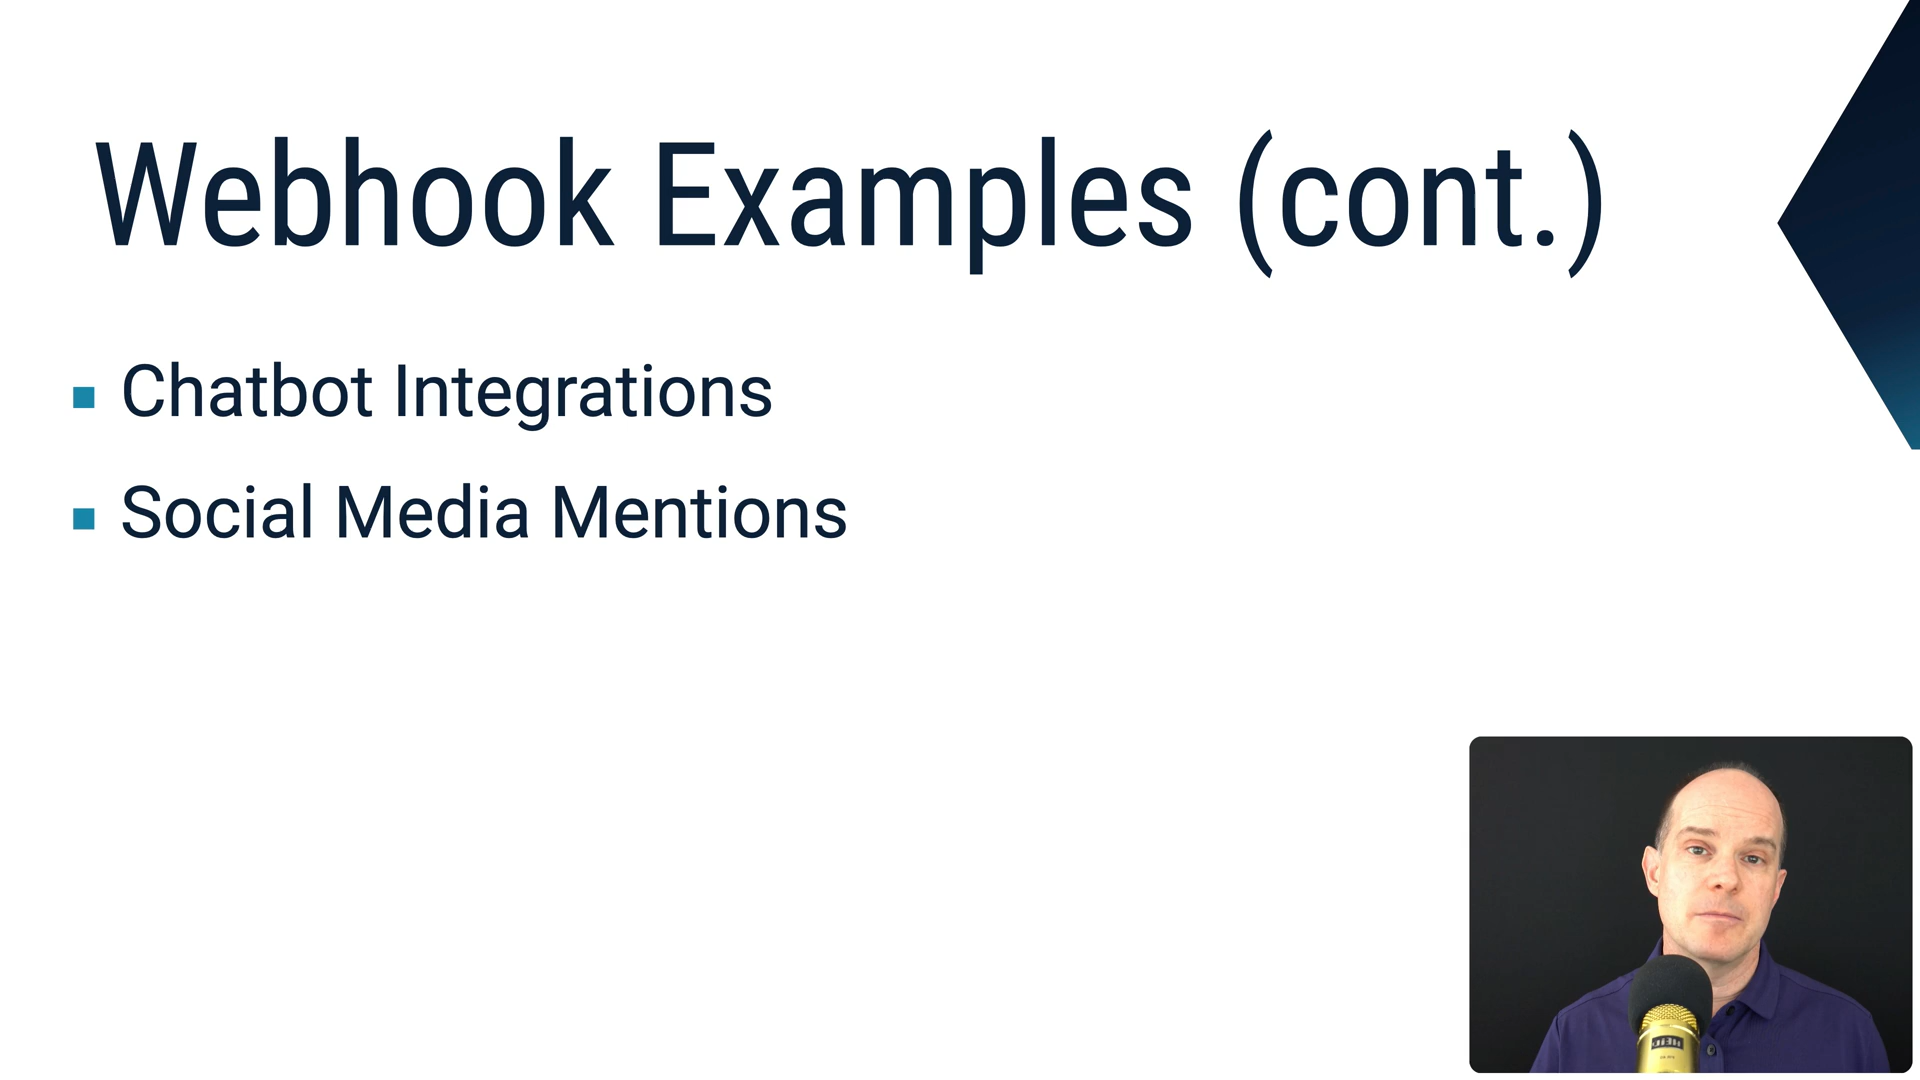 Webhook Examples (cont.)
Chatbot Integrations
Social Media Mentions